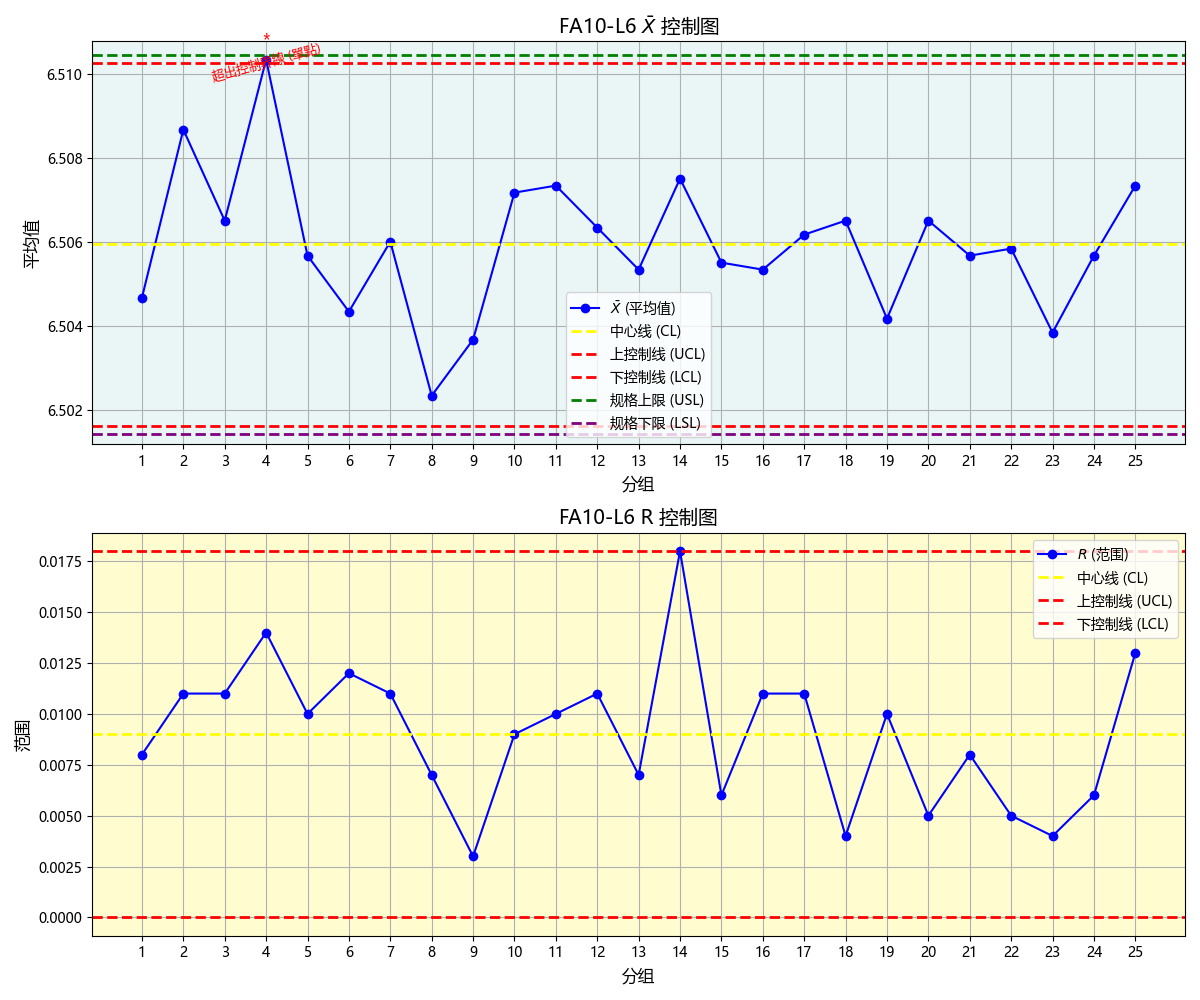 FA10-L6 X̄ 控制图
*
超出控制界線 (單點)
6.510
6.508
6.506
6.504
6.502
平均值
X̄ (平均值)
中心线 (CL)
上控制线 (UCL)
下控制线 (LCL)
规格上限 (USL)
规格下限 (LSL)
1 2 3 4 5 6 7 8 9 10 11 12 13 14 15 16 17 18 19 20 21 22 23 24 25
分组
FA10-L6 R 控制图
0.0175
0.0150
0.0125
0.0100
0.0075
0.0050
0.0025
0.0000
范围
R (范围)
中心线 (CL)
上控制线 (UCL)
下控制线 (LCL)
1 2 3 4 5 6 7 8 9 10 11 12 13 14 15 16 17 18 19 20 21 22 23 24 25
分组